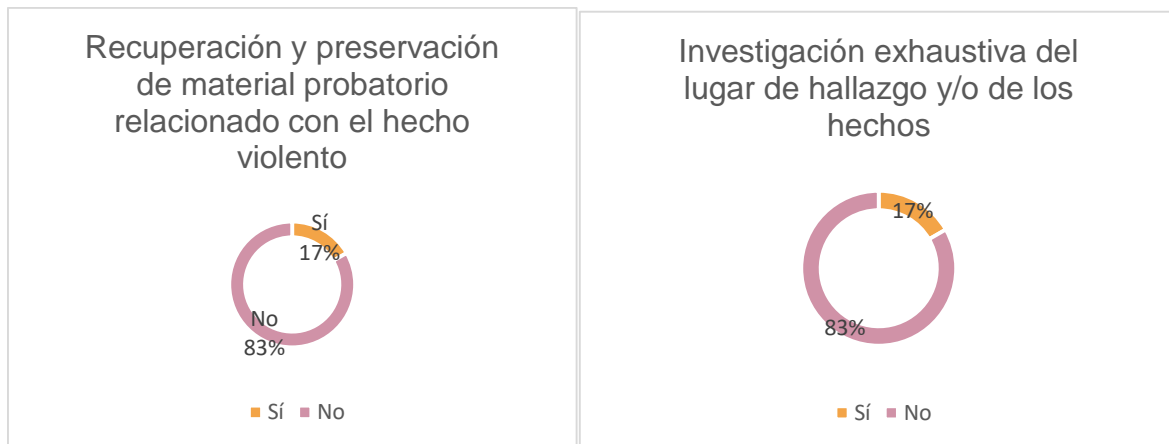 Recuperación y preservación
de material probatorio
relacionado con el hecho
violento
Sí
17%
No
83%
Sí No
Investigación exhaustiva del
lugar de hallazgo y/o de los
hechos
17%
83%
Sí No